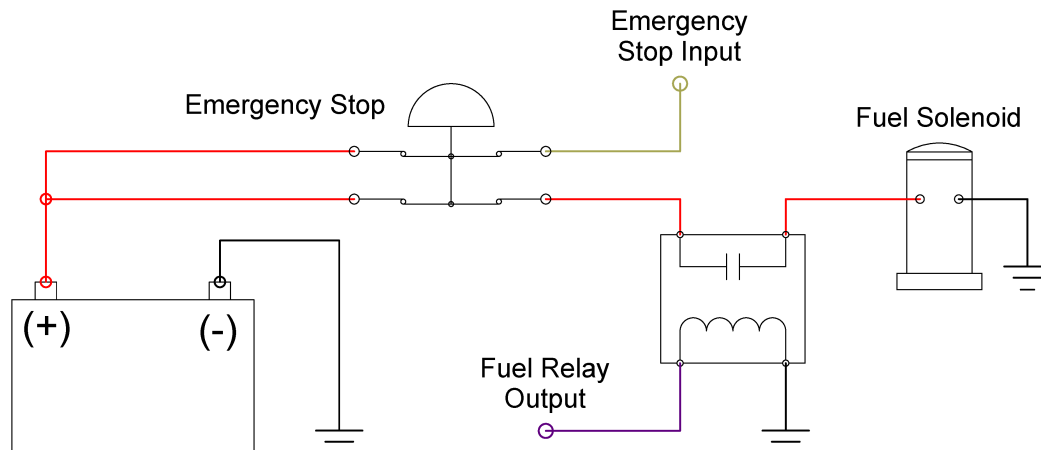 Emergency
Stop Input
Emergency Stop
Fuel Solenoid
(+)
(-)
Fuel Relay
Output